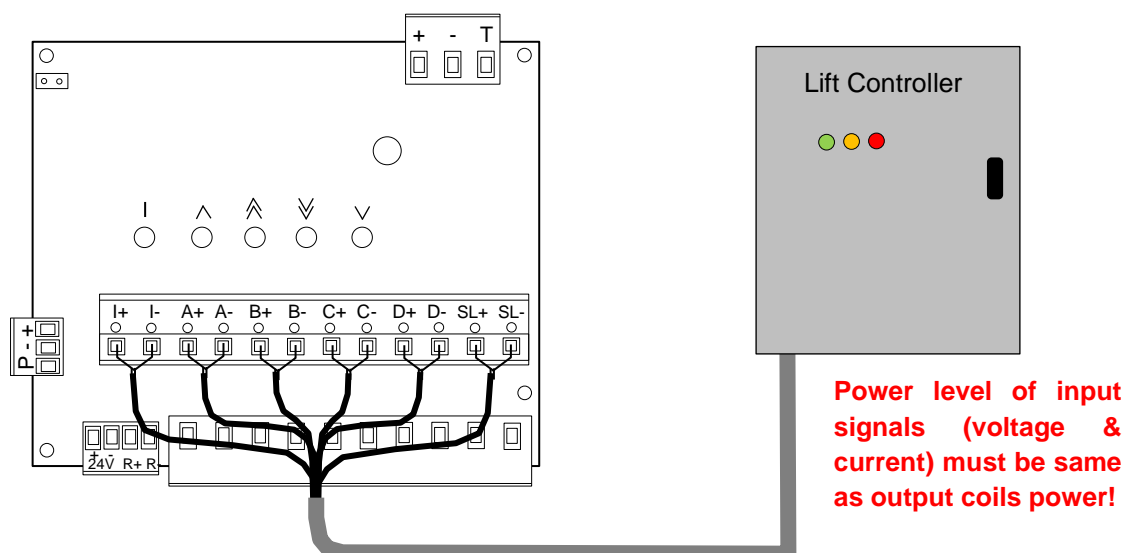 + - T
Lift Controller
I
I+ I- A+ A- B+ B- C+ C- D+ D- SL+ SL-
P - +
+ -
24V R+ R-
Power level of input
signals (voltage &
current) must be same
as output coils power!